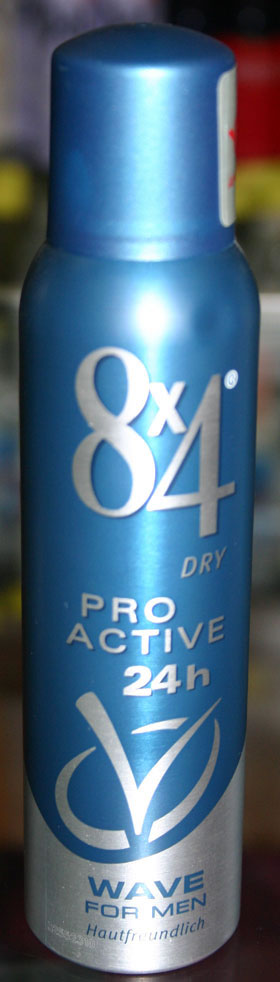 8x4®
DRY
PRO
ACTIVE
24h
WAVE
FOR MEN
Hautfreundlich